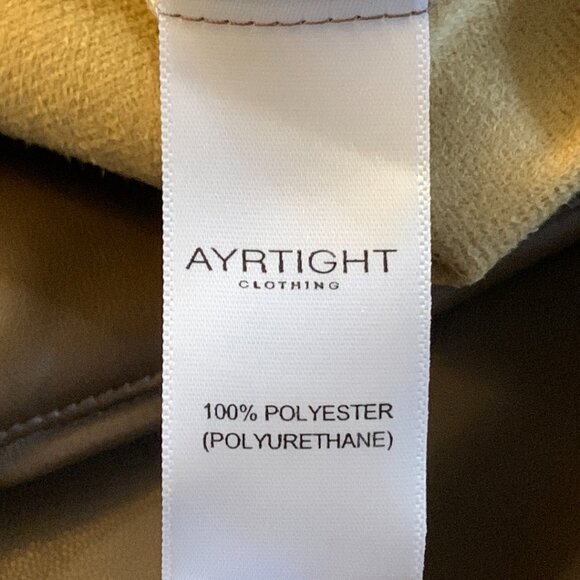 AYRTIGHT
CLOTHING
100% POLYESTER
(POLYURETHANE)